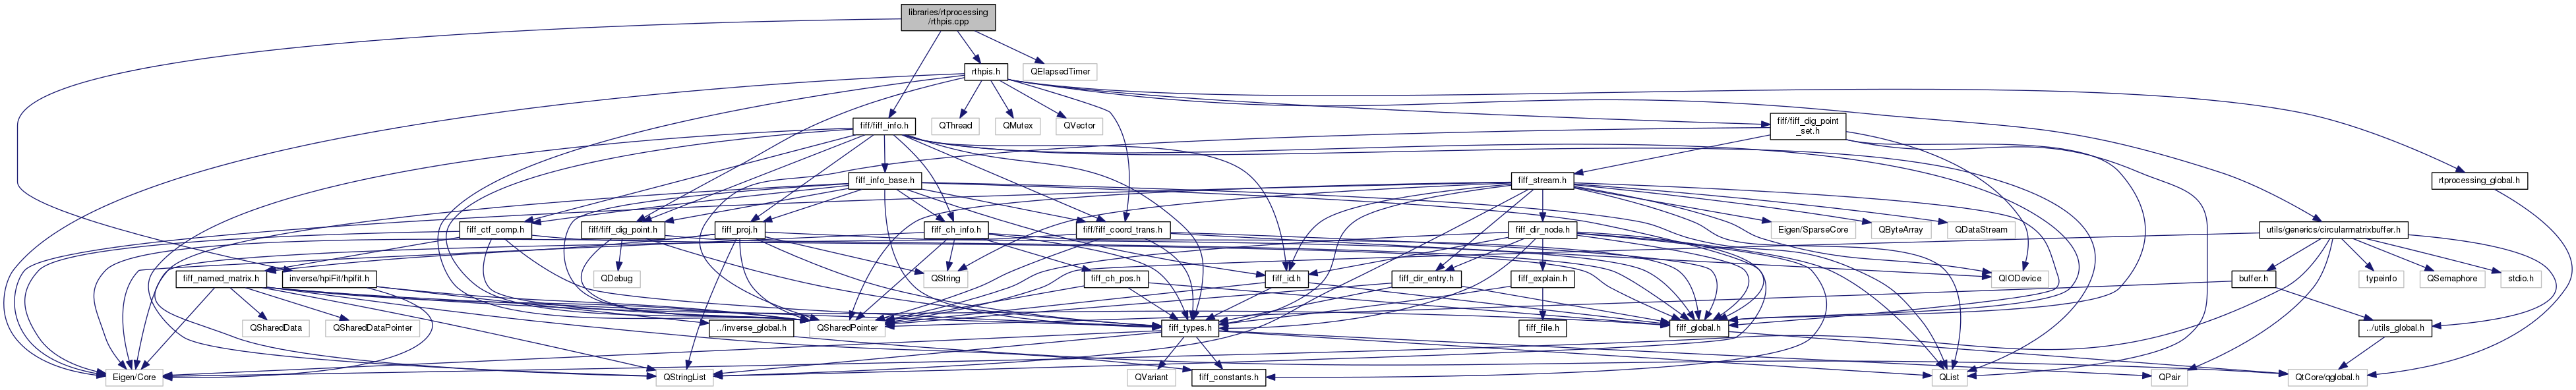 libraries/rtprocessing
/rthpis.cpp
rthpis.h
QElapsedTimer
fiff/fiff_info.h
QThread
QMutex
QVector
fiff/fiff_dig_point
_set.h
fiff_info_base.h
fiff_stream.h
rtprocessing_global.h
fiff_ctf_comp.h
fiff/fiff_dig_point.h
fiff_proj.h
fiff_ch_info.h
fiff/fiff_coord_trans.h
fiff_dir_node.h
Eigen/SparseCore
QByteArray
QDataStream
utils/generics/circularmatrixbuffer.h
fiff_named_matrix.h
inverse/hpiFit/hpifit.h
QDebug
QString
fiff_ch_pos.h
fiff_id.h
fiff_dir_entry.h
fiff_explain.h
QIODevice
buffer.h
typeinfo
QSemaphore
stdio.h
QSharedData
QSharedDataPointer
../inverse_global.h
QSharedPointer
fiff_types.h
fiff_file.h
fiff_global.h
../utils_global.h
Eigen/Core
QStringList
QVariant
fiff_constants.h
QList
QPair
QtCore/qglobal.h